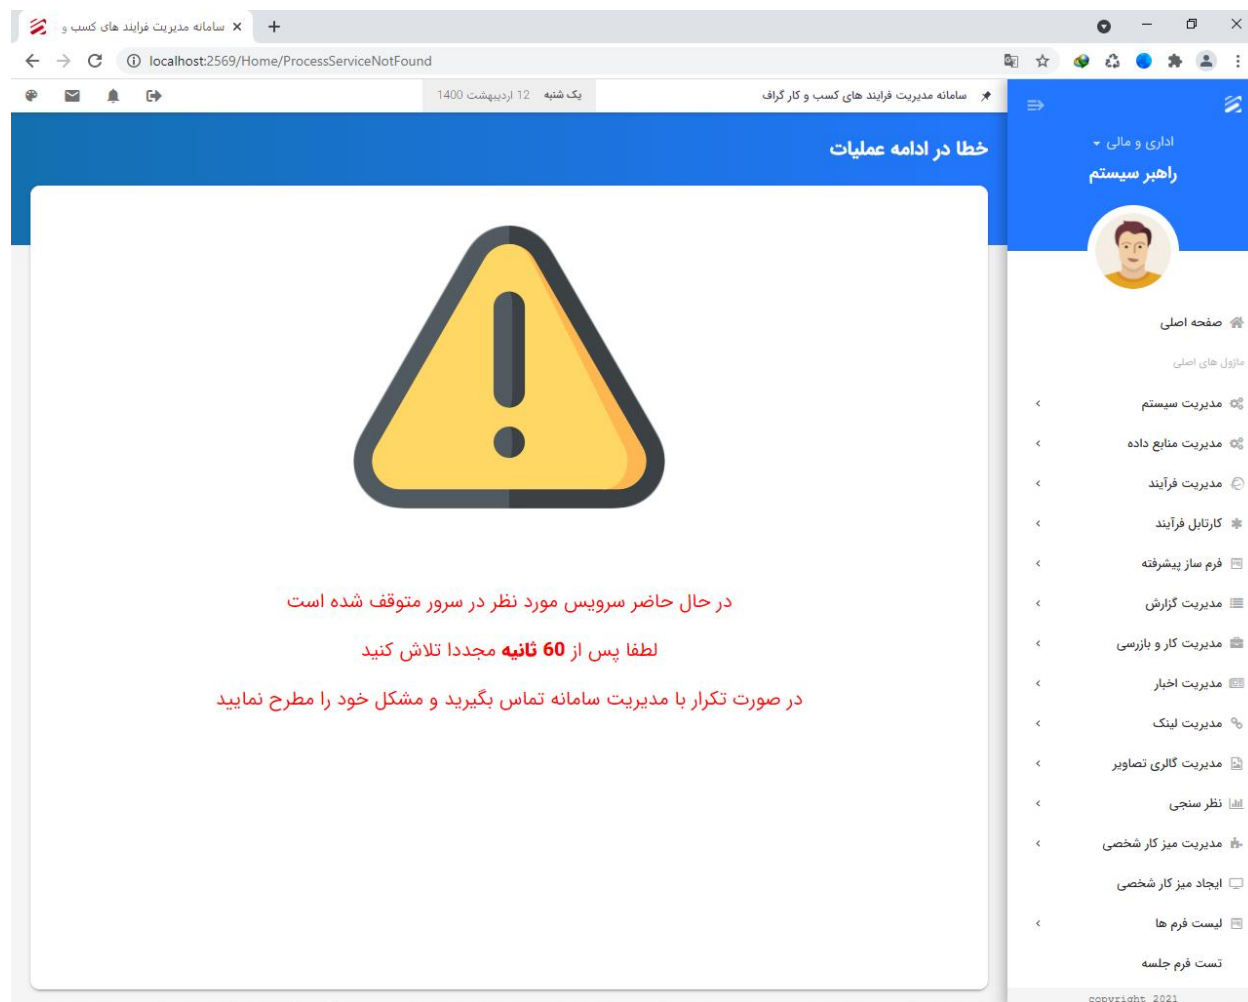 سامانه مدیریت فرایند های کسب و
localhost:2569/Home/ProcessServiceNotFound
سامانه مدیریت فرایند های کسب و کار گراف
یک شنبه 12 اردیبهشت 1400
اداری و مالی
راهبر سیستم
خطا در ادامه عملیات
در حال حاضر سرویس مورد نظر در سرور متوقف شده است
لطفا پس از 60 ثانیه مجددا تلاش کنید
در صورت تکرار با مدیریت سامانه تماس بگیرید و مشکل خود را مطرح نمایید
صفحه اصلی
ماژول های اصلی
مدیریت سیستم
مدیریت منابع داده
مدیریت فرآیند
کارتابل فرآیند
فرم ساز پیشرفته
مدیریت گزارش
مدیریت کار و بازرسی
مدیریت اخبار
مدیریت لینک
مدیریت گالری تصاویر
نظر سنجی
مدیریت میز کار شخصی
ایجاد میز کار شخصی
لیست فرم ها
تست فرم جلسه
copyright 2021